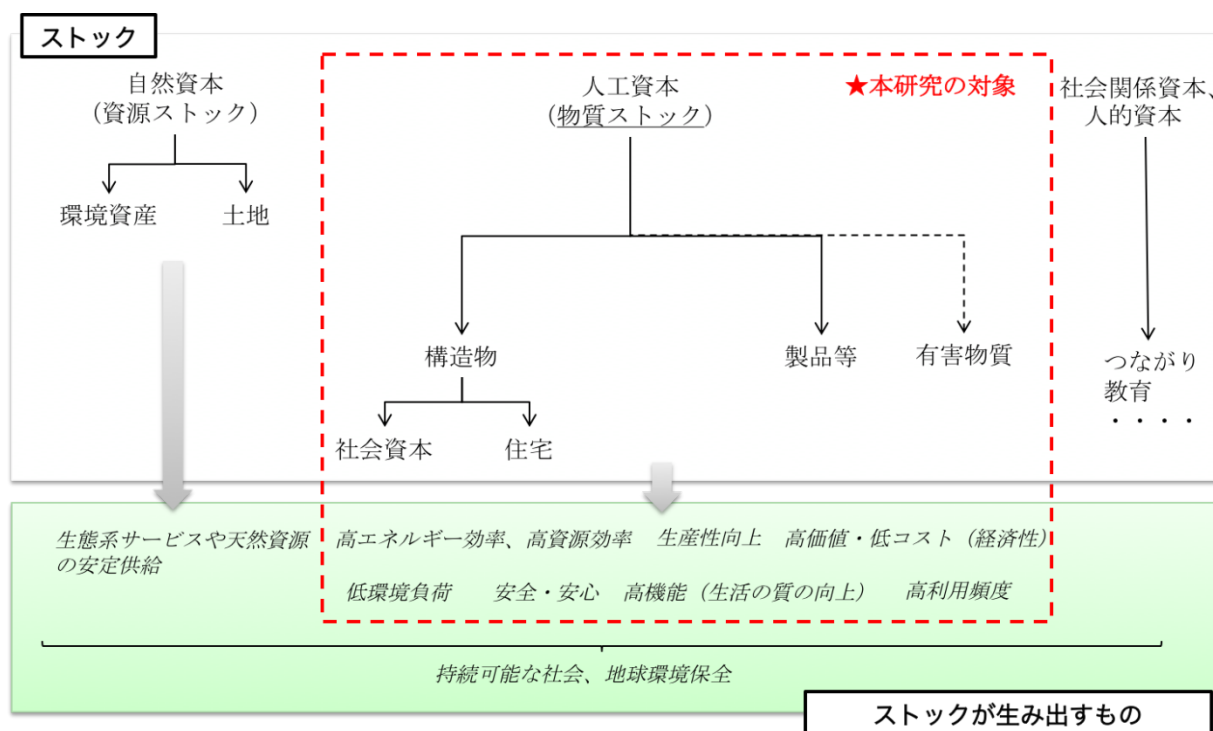 ストック
自然資本
（資源ストック）
人工資本
（物質ストック）
★本研究の対象
社会関係資本、
人的資本
環境資産
土地
構造物
製品等
有害物質
つながり
教育
・・・・
社会資本
住宅
生態系サービスや天然資源
の安定供給
高エネルギー効率、高資源効率
生産性向上
高価値・低コスト（経済性）
低環境負荷
安全・安心
高機能（生活の質の向上）
高利用頻度
持続可能な社会、地球環境保全
ストックが生み出すもの